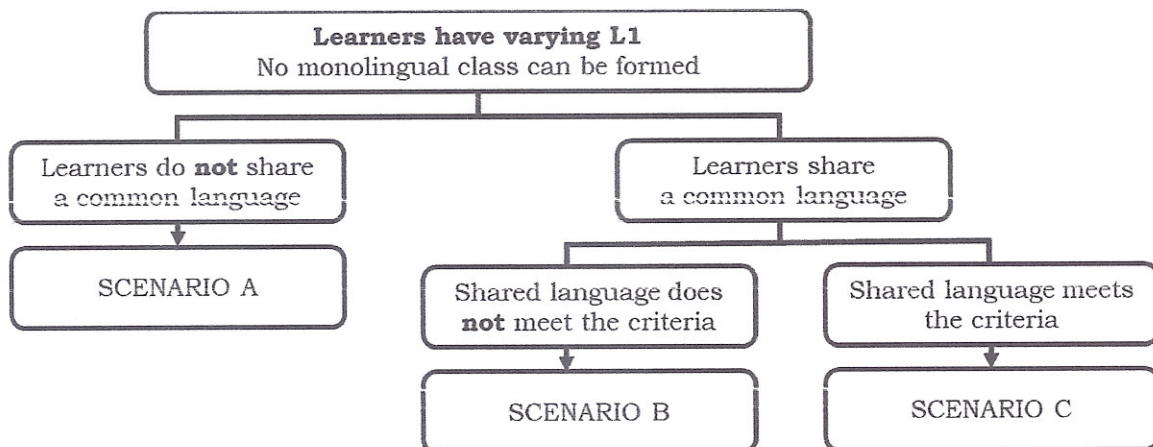 Learners have varying L1
No monolingual class can be formed
Learners do not share
a common language
Learners share
a common language
SCENARIO A
Shared language does
not meet the criteria
Shared language meets
the criteria
SCENARIO B
SCENARIO C